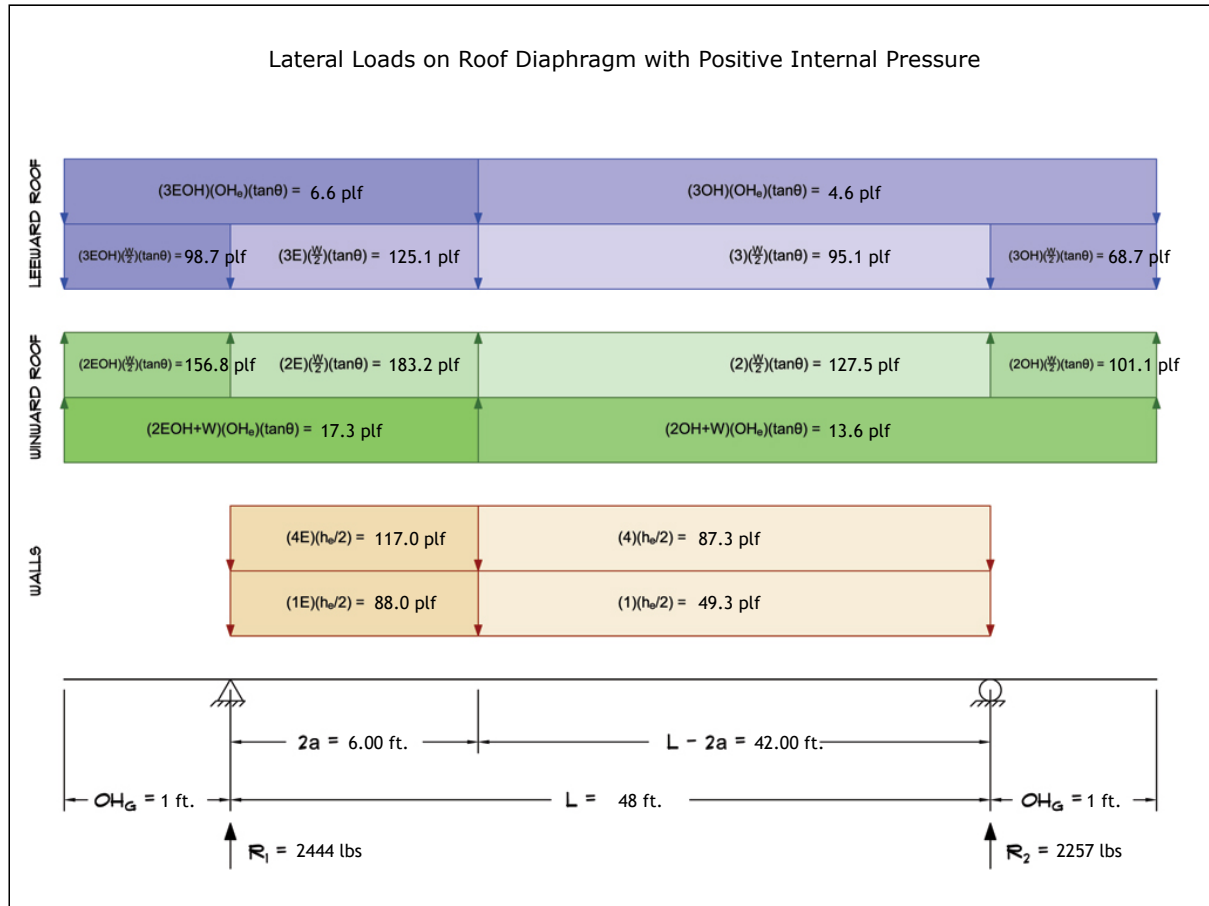 Lateral Loads on Roof Diaphragm with Positive Internal Pressure
LEEWARD ROOF
(3EOH)(OHₑ)(tanθ) = 6.6 plf
(3OH)(OHₑ)(tanθ) = 4.6 plf
(3EOH)(W/2)(tanθ) = 98.7 plf
(3E)(W/2)(tanθ) = 125.1 plf
(3)(W/2)(tanθ) = 95.1 plf
(3OH)(W/2)(tanθ) = 68.7 plf
WINWARD ROOF
(2EOH)(W/2)(tanθ) = 156.8 plf
(2E)(W/2)(tanθ) = 183.2 plf
(2)(W/2)(tanθ) = 127.5 plf
(2OH)(W/2)(tanθ) = 101.1 plf
(2EOH+W)(OHₑ)(tanθ) = 17.3 plf
(2OH+W)(OHₑ)(tanθ) = 13.6 plf
WALLS
(4E)(hₑ/2) = 117.0 plf
(4)(hₑ/2) = 87.3 plf
(1E)(hₑ/2) = 88.0 plf
(1)(hₑ/2) = 49.3 plf
2a = 6.00 ft.
L - 2a = 42.00 ft.
OH_G = 1 ft.
L = 48 ft.
OH_G = 1 ft.
R₁ = 2444 lbs
R₂ = 2257 lbs